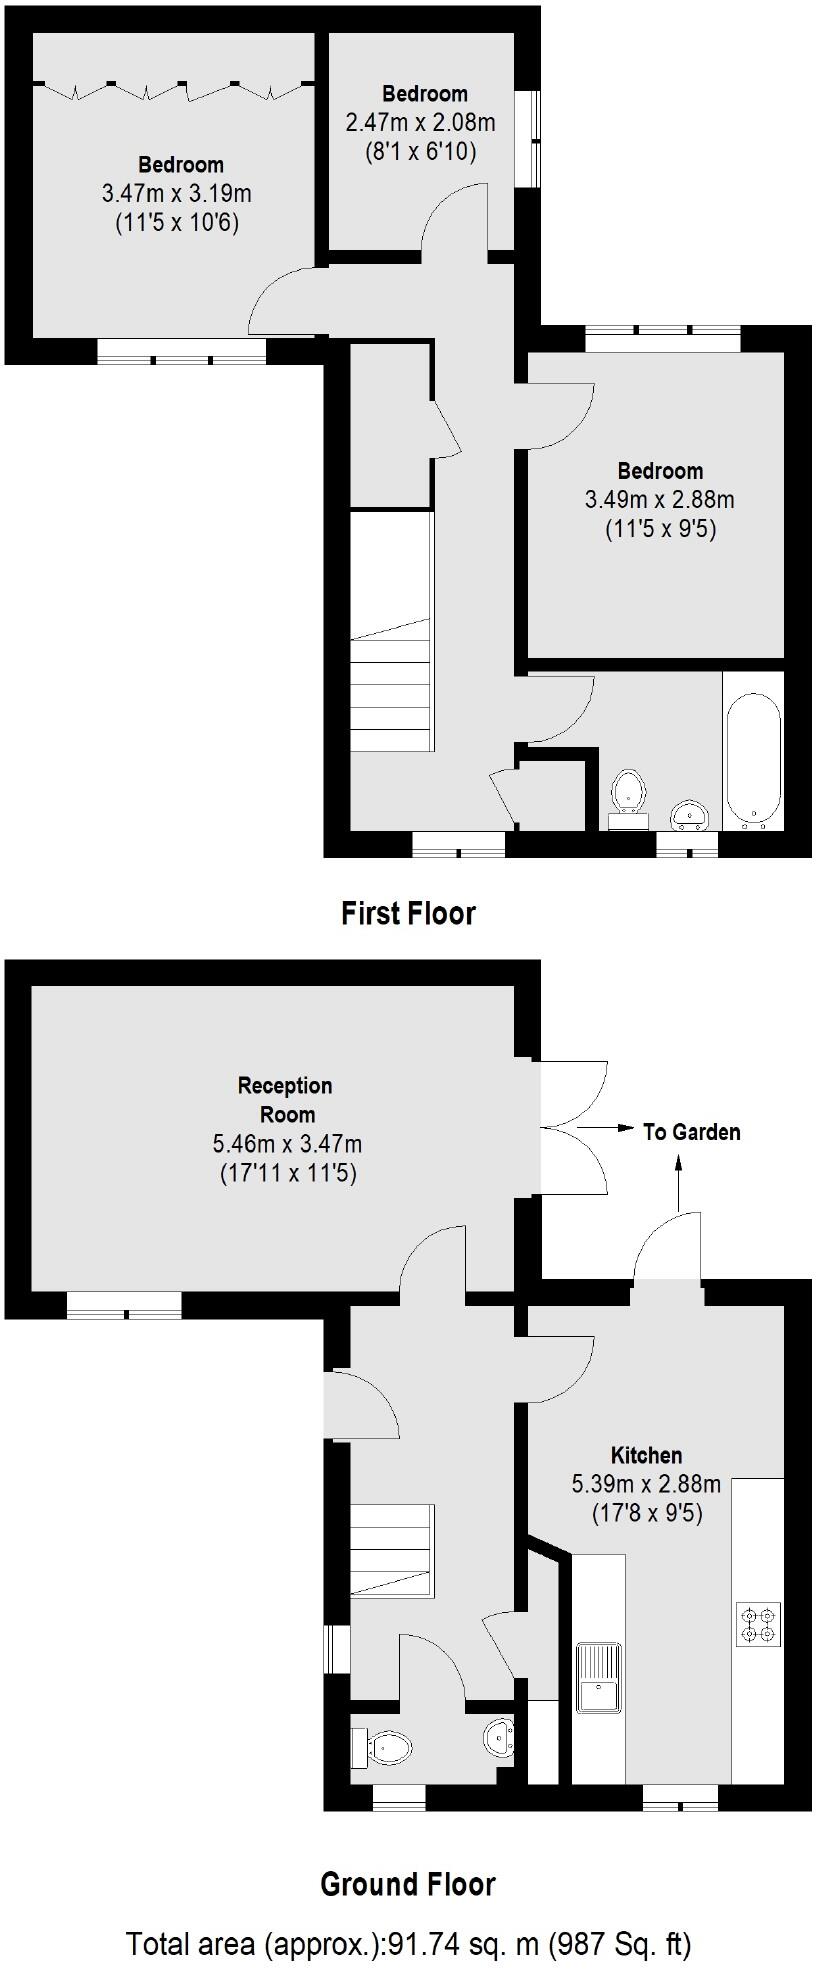 Bedroom
2.47m x 2.08m
(8'1 x 6'10)
Bedroom
3.47m x 3.19m
(11'5 x 10'6)
Bedroom
3.49m x 2.88m
(11'5 x 9'5)
First Floor
Reception
Room
5.46m x 3.47m
(17'11 x 11'5)
To Garden
Kitchen
5.39m x 2.88m
(17'8 x 9'5)
Ground Floor
Total area (approx.):91.74 sq. m (987 Sq. ft)